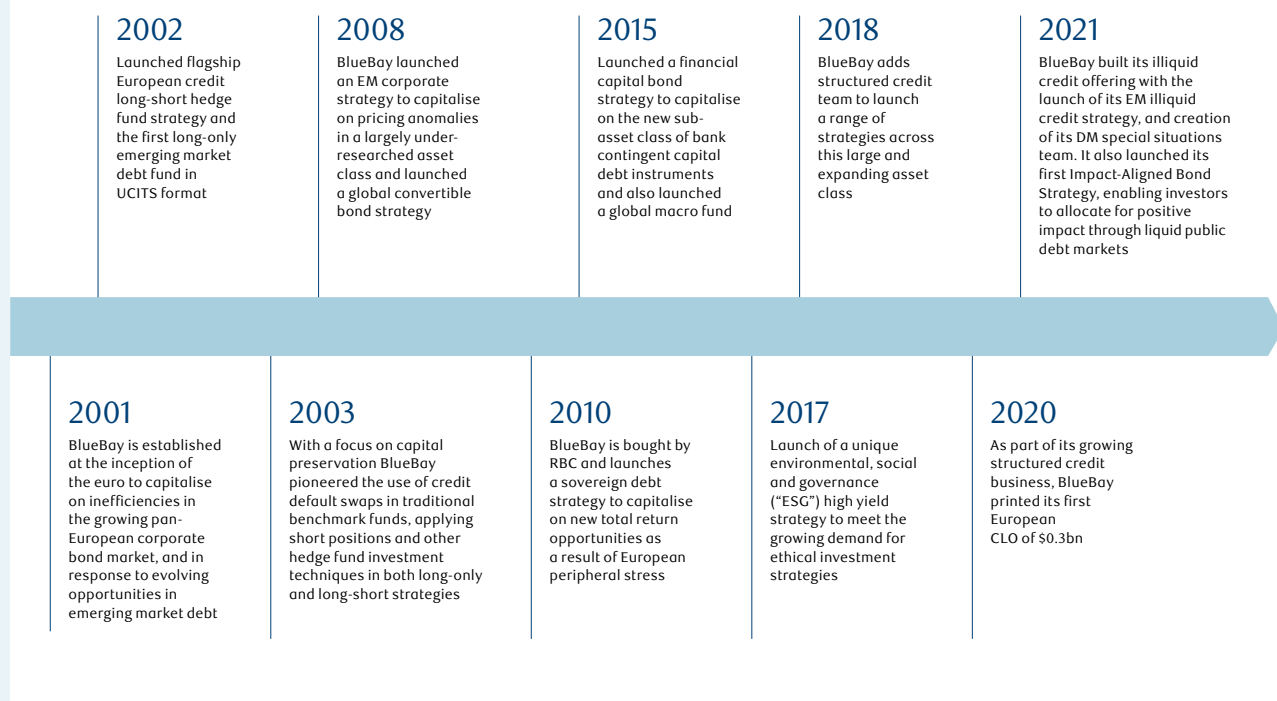 2002
Launched flagship
European credit
long-short hedge
fund strategy and
the first long-only
emerging market
debt fund in
UCITS format
2008
BlueBay launched
an EM corporate
strategy to capitalise
on pricing anomalies
in a largely under-
researched asset
class and launched
a global convertible
bond strategy
2015
Launched a financial
capital bond
strategy to capitalise
on the new sub-
asset class of bank
contingent capital
debt instruments
and also launched
a global macro fund
2018
BlueBay adds
structured credit
team to launch
a range of
strategies across
this large and
expanding asset
class
2021
BlueBay built its illiquid
credit offering with the
launch of its EM illiquid
credit strategy, and creation
of its DM special situations
team. It also launched its
first Impact-Aligned Bond
Strategy, enabling investors
to allocate for positive
impact through liquid public
debt markets
2001
BlueBay is established
at the inception of
the euro to capitalise
on inefficiencies in
the growing pan-
European corporate
bond market, and in
response to evolving
opportunities in
emerging market debt
2003
With a focus on capital
preservation BlueBay
pioneered the use of credit
default swaps in traditional
benchmark funds, applying
short positions and other
hedge fund investment
techniques in both long-only
and long-short strategies
2010
BlueBay is bought by
RBC and launches
a sovereign debt
strategy to capitalise
on new total return
opportunities as
a result of European
peripheral stress
2017
Launch of a unique
environmental, social
and governance
(“ESG”) high yield
strategy to meet the
growing demand for
ethical investment
strategies
2020
As part of its growing
structured credit
business, BlueBay
printed its first
European
CLO of $0.3bn